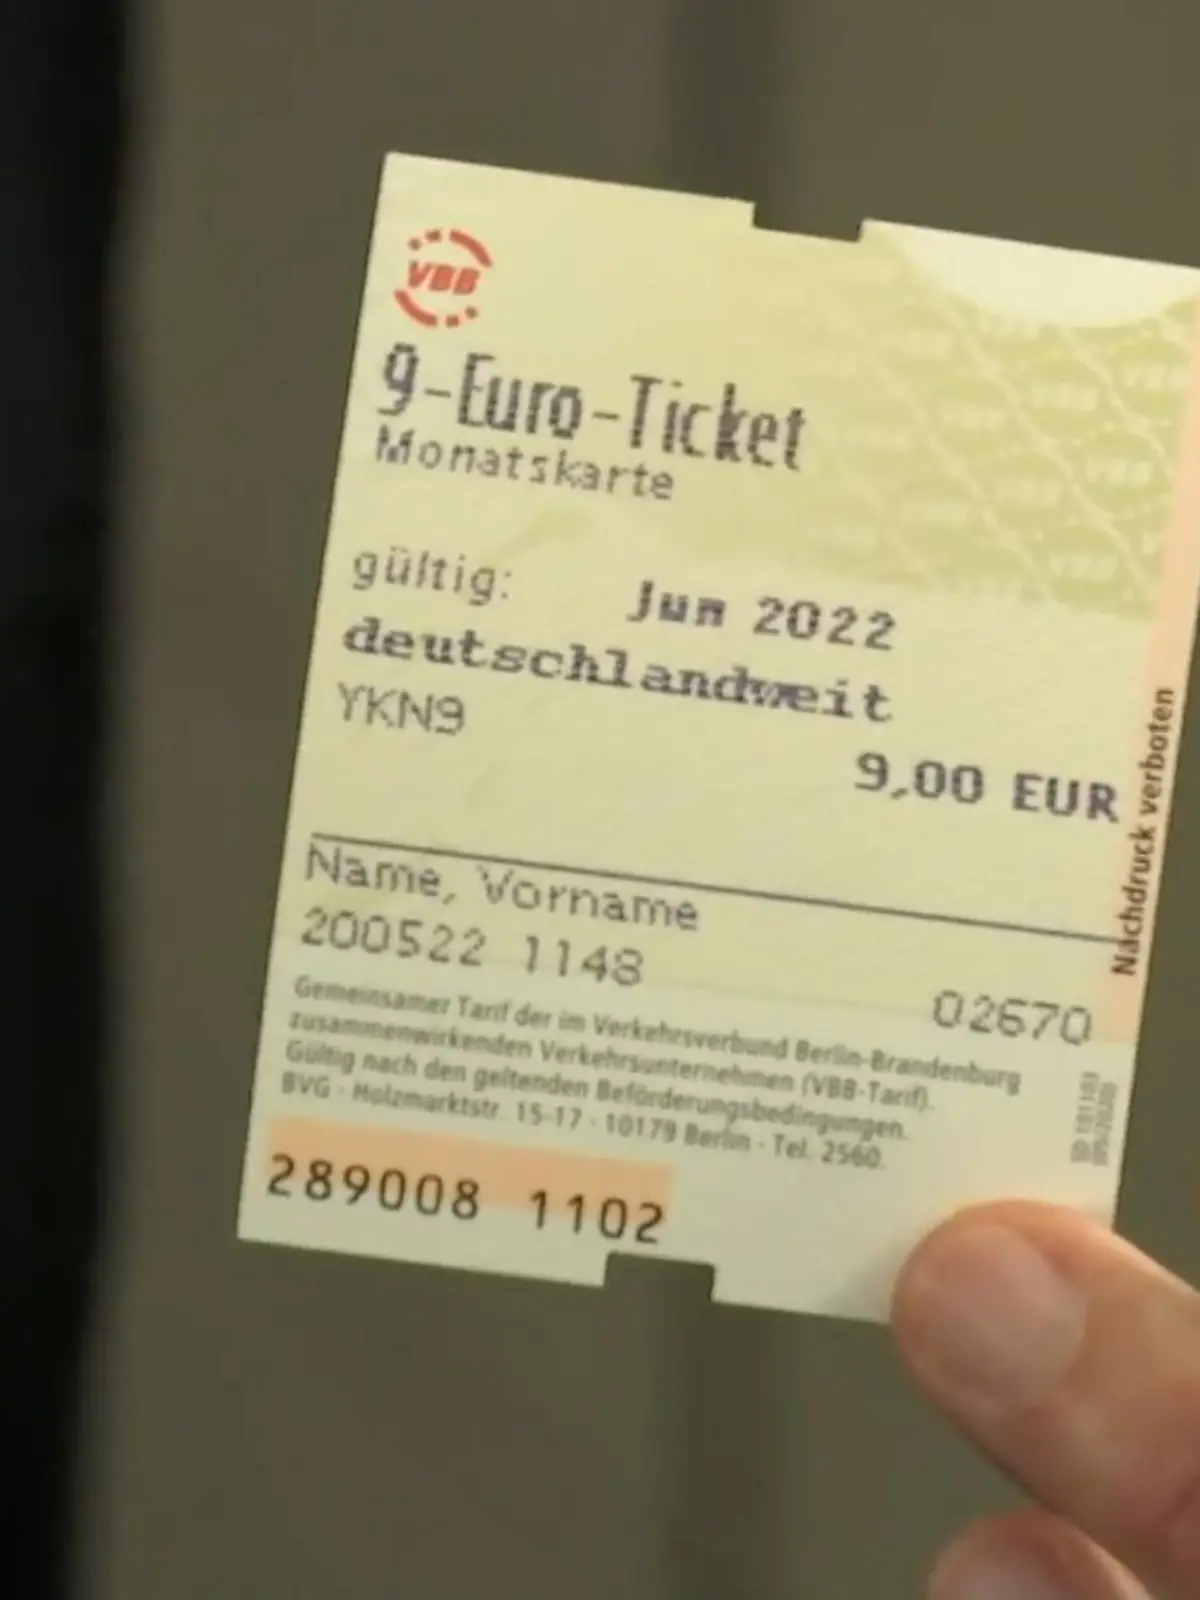 VBB
9-Euro-Ticket
Monatskarte
gültig: Jun 2022
deutschlandweit
YKN9
9,00 EUR
Name, Vorname
200522 1148
02670
Gemeinsamer Tarif der im Verkehrsverbund Berlin-Brandenburg
zusammenwirkenden Verkehrsunternehmen (VBB-Tarif).
Gültig nach den geltenden Beförderungsbedingungen.
BVG · Holzmarktstr. 15-17 · 10179 Berlin · Tel. 2560.
289008 1102
Nachdruck verboten